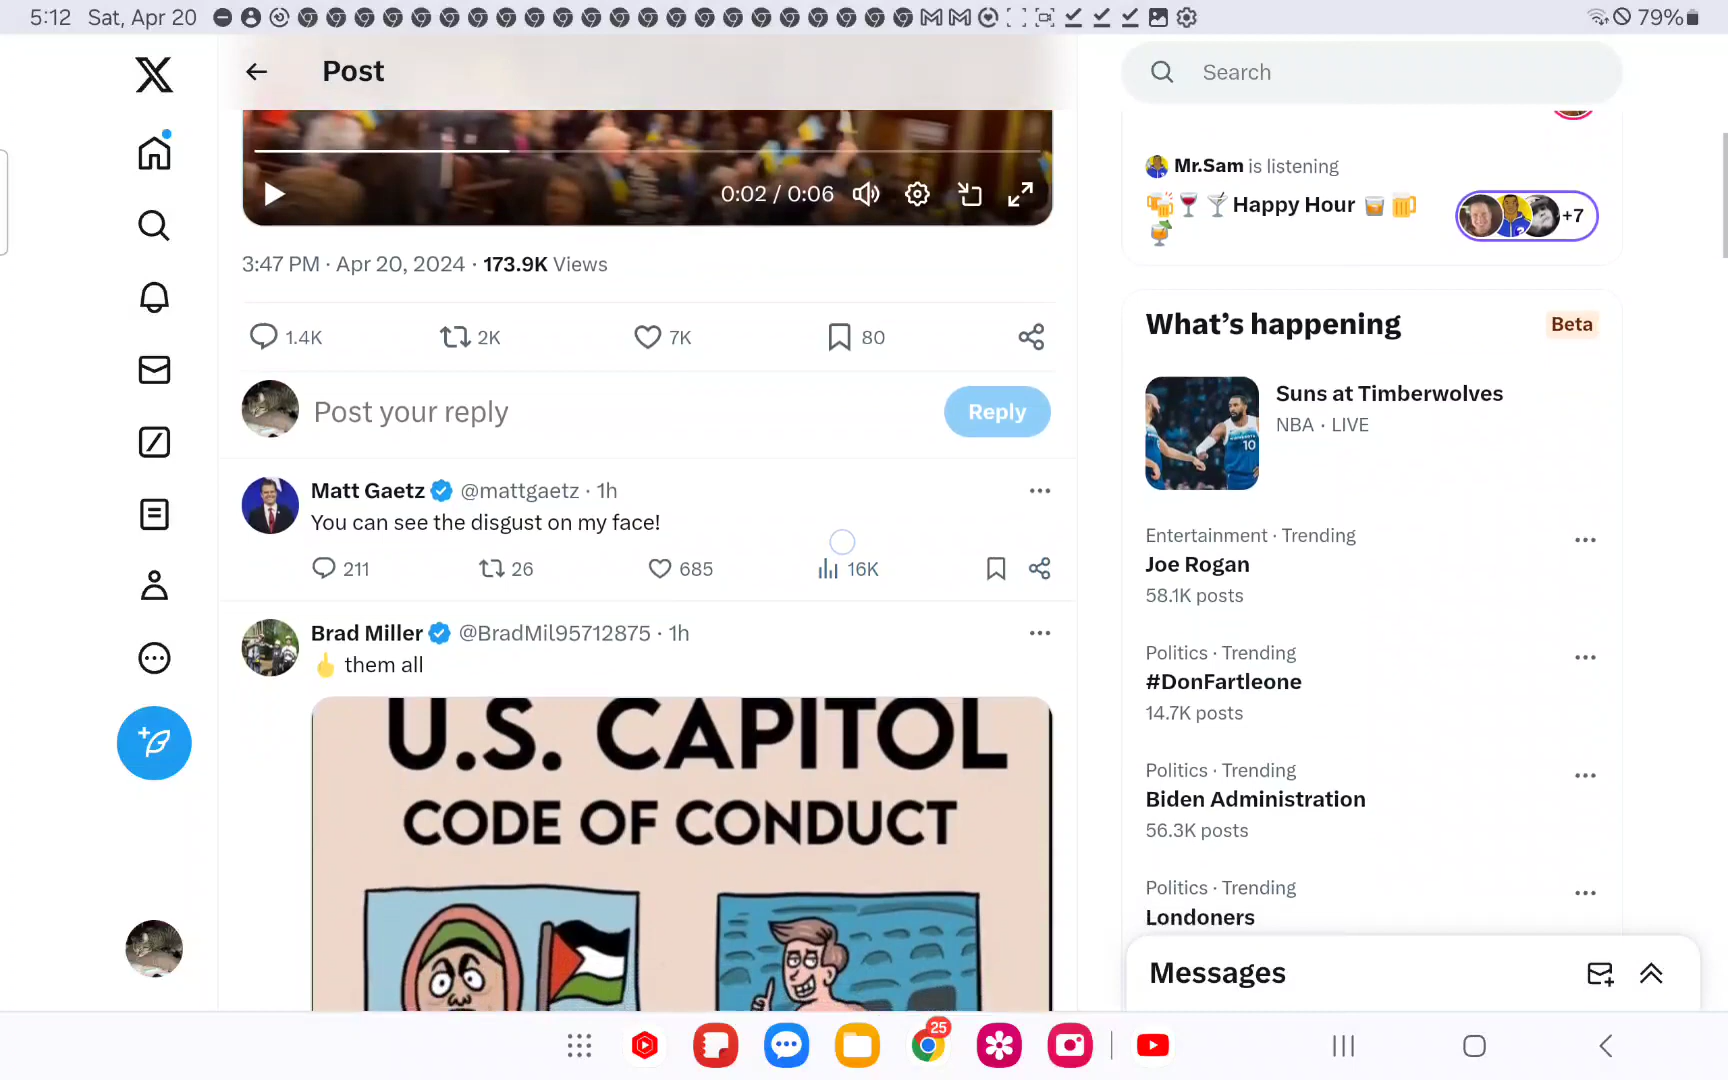 5:12 Sat, Apr 20
79%
Post
Search
0:02 / 0:06
3:47 PM · Apr 20, 2024 · 173.9K Views
1.4K
2K
7K
80
Post your reply
Reply
Matt Gaetz @mattgaetz · 1h
You can see the disgust on my face!
211
26
685
16K
Brad Miller @BradMil95712875 · 1h
🖕 them all
U.S. CAPITOL
CODE OF CONDUCT
Mr.Sam is listening
🍻🍷🍸Happy Hour 🥃🍺
🍹
+7
What's happening
Beta
Suns at Timberwolves
NBA · LIVE
10
Entertainment · Trending
Joe Rogan
58.1K posts
Politics · Trending
#DonFartleone
14.7K posts
Politics · Trending
Biden Administration
56.3K posts
Politics · Trending
Londoners
Messages
25